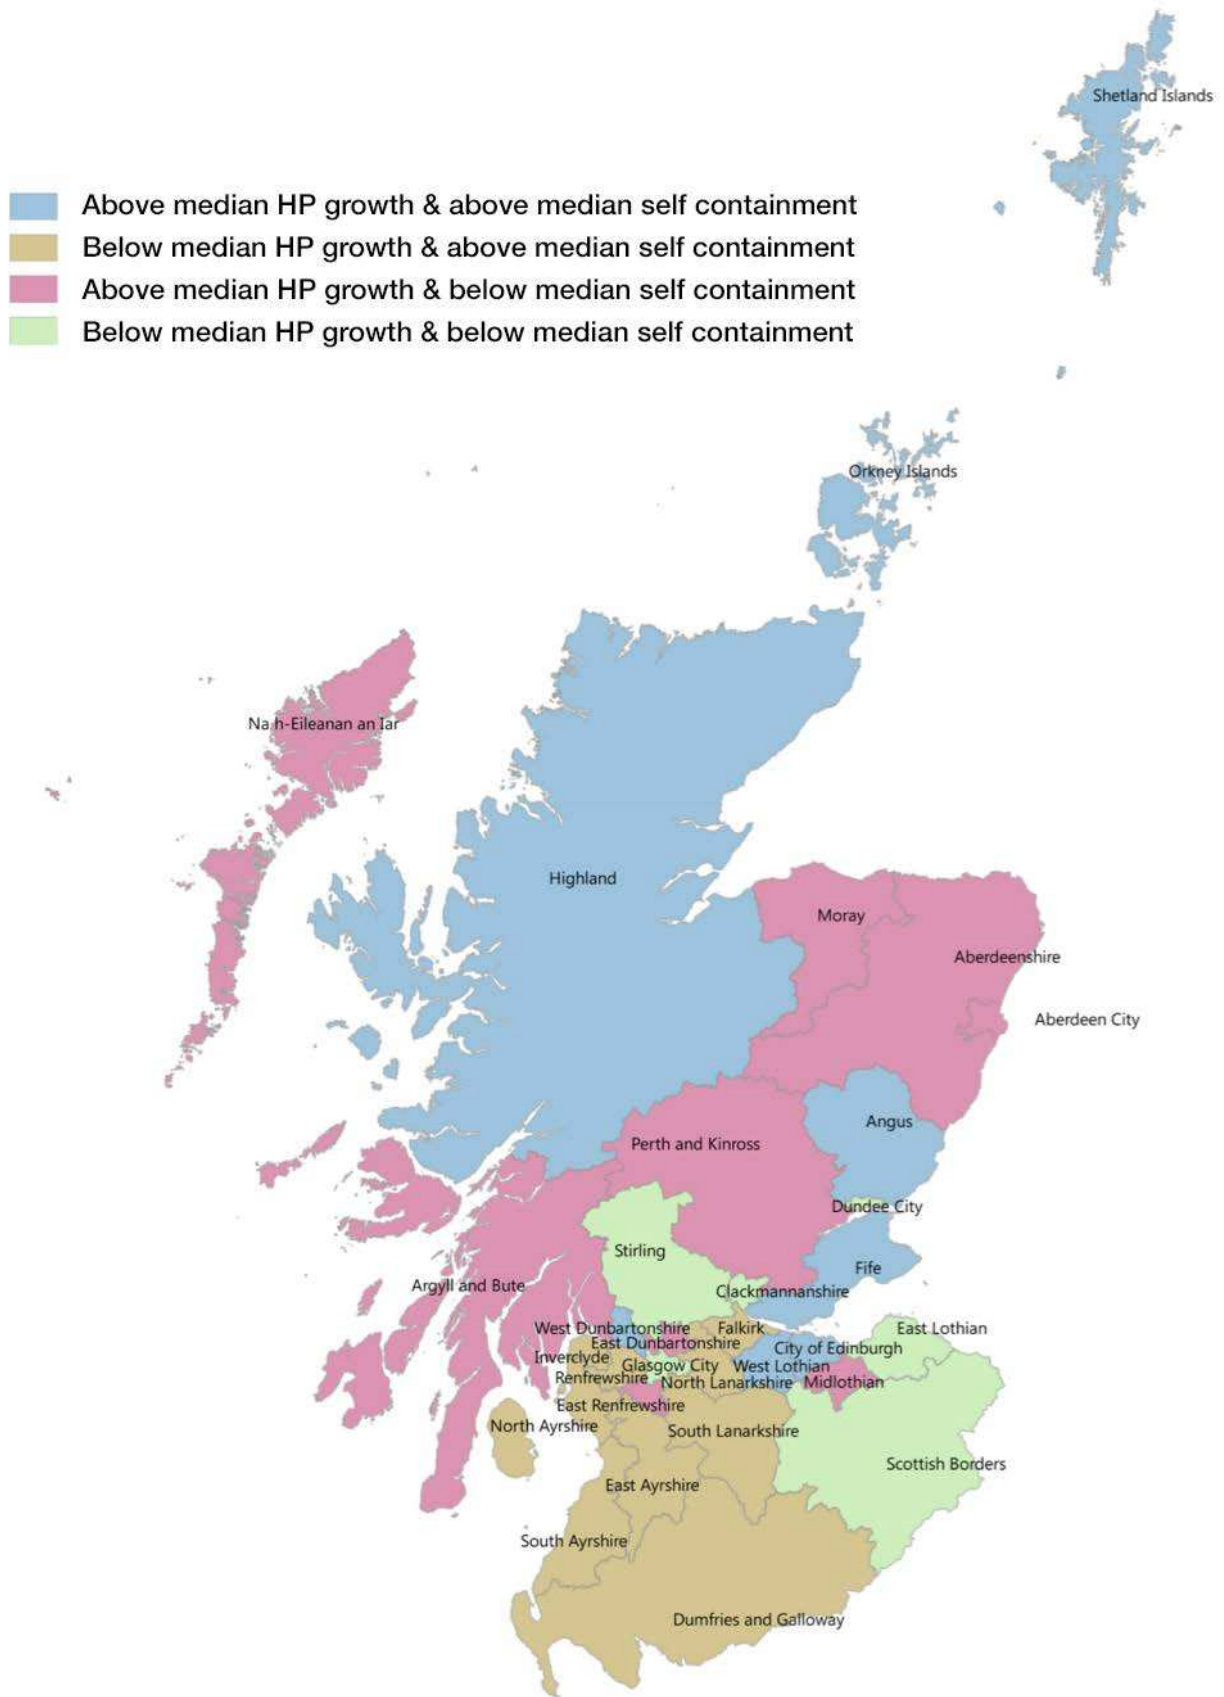 Shetland Islands
Above median HP growth & above median self containment
Below median HP growth & above median self containment
Above median HP growth & below median self containment
Below median HP growth & below median self containment
Orkney Islands
Na h-Eileanan an Iar
Highland
Moray
Aberdeenshire
Aberdeen City
Angus
Perth and Kinross
Dundee City
Stirling
Fife
Argyll and Bute
Clackmannanshire
West Dunbartonshire
Falkirk
East Lothian
East Dunbartonshire
City of Edinburgh
Inverclyde
Glasgow City
West Lothian
Renfrewshire
North Lanarkshire
Midlothian
East Renfrewshire
North Ayrshire
South Lanarkshire
Scottish Borders
East Ayrshire
South Ayrshire
Dumfries and Galloway